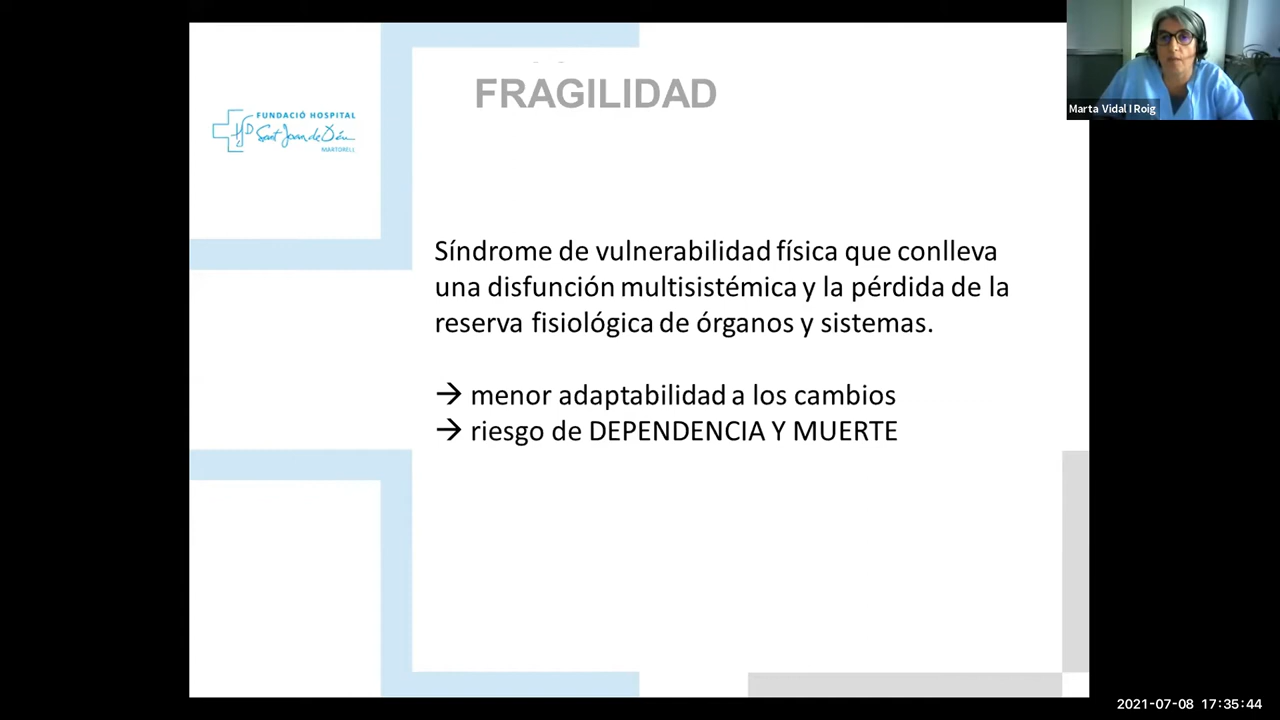 FRAGILIDAD
FUNDACIÓ HOSPITAL
Sant Joan de Déu
MARTORELL
Síndrome de vulnerabilidad física que conlleva
una disfunción multisistémica y la pérdida de la
reserva fisiológica de órganos y sistemas.
→ menor adaptabilidad a los cambios
→ riesgo de DEPENDENCIA Y MUERTE
Marta Vidal I Roig
2021-07-08 17:35:44